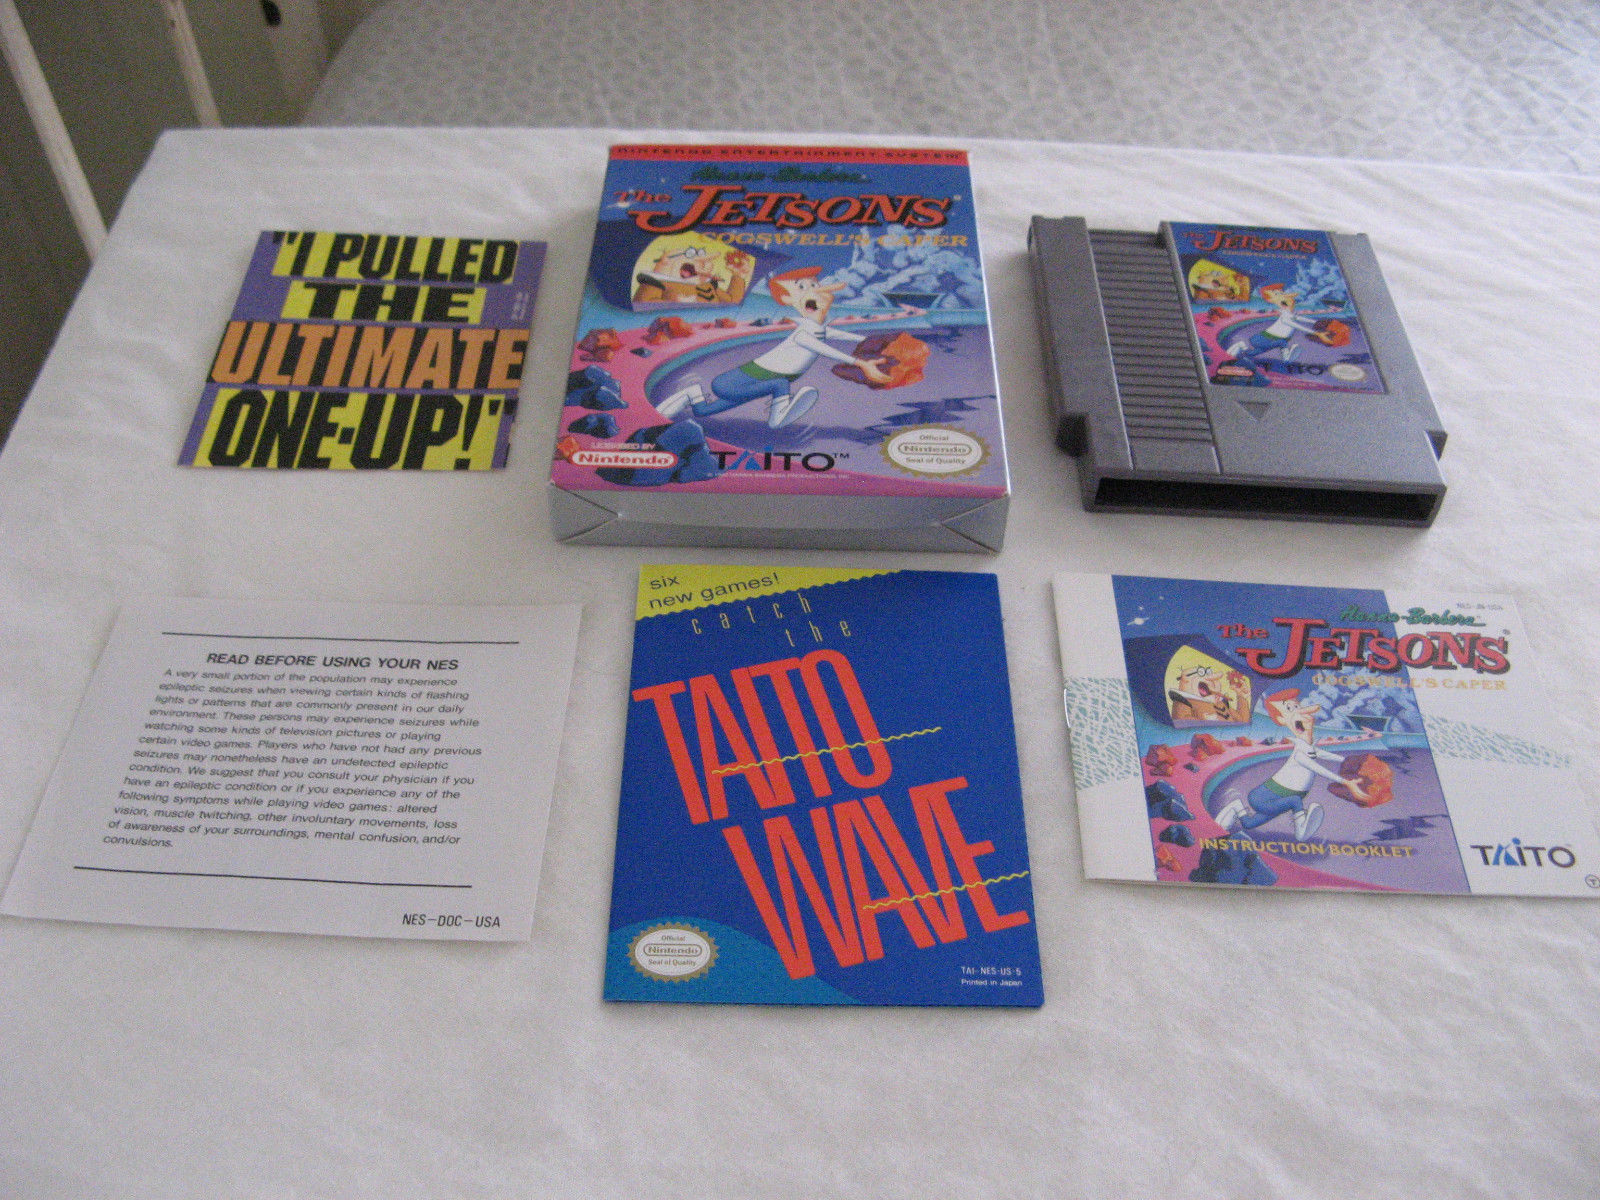 "I PULLED
THE
ULTIMATE
ONE-UP!"
NINTENDO ENTERTAINMENT SYSTEM
Hanna-Barbera
The JETSONS
COGSWELL'S CAPER
LICENSED BY
Nintendo
TAITO™
Official
Nintendo
Seal of Quality
The JETSONS
COGSWELL'S CAPER
TAITO
READ BEFORE USING YOUR NES
A very small portion of the population may experience
epileptic seizures when viewing certain kinds of flashing
lights or patterns that are commonly present in our daily
environment. These persons may experience seizures while
watching some kinds of television pictures or playing
certain video games. Players who have not had any previous
seizures may nonetheless have an undetected epileptic
condition. We suggest that you consult your physician if you
have an epileptic condition or if you experience any of the
following symptoms while playing video games: altered
vision, muscle twitching, other involuntary movements, loss
of awareness of your surroundings, mental confusion, and/or
convulsions.
NES-DOC-USA
six
new games!
catch
the
TAITO
WAVE
Official
Nintendo
Seal of Quality
TAI-NES-US-5
Printed in Japan
NES-JN-USA
Hanna-Barbera
The JETSONS®
COGSWELL'S CAPER
INSTRUCTION BOOKLET
TAITO